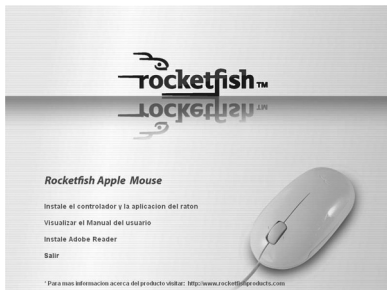 rocketfish™
Rocketfish Apple Mouse
Instale el controlador y la aplicacion del raton
Visualizar el Manual del usuario
Instale Adobe Reader
Salir
* Para mas informacion acerca del producto visitar: http://www.rocketfishproducts.com